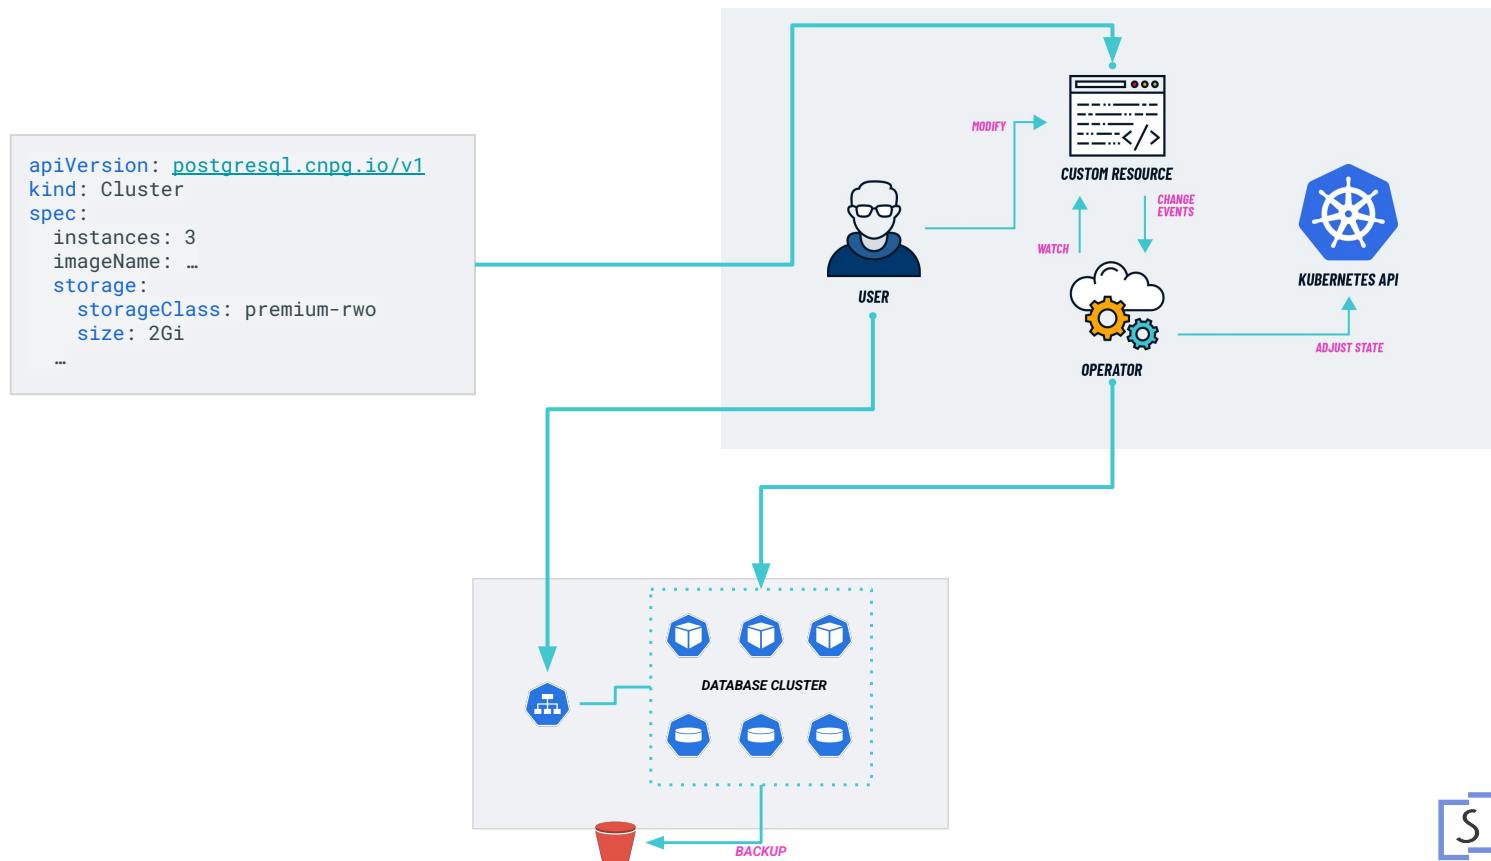 apiVersion: postgresql.cnpg.io/v1
kind: Cluster
spec:
  instances: 3
  imageName: …
  storage:
    storageClass: premium-rwo
    size: 2Gi
  …
MODIFY
CUSTOM RESOURCE
CHANGE
EVENTS
WATCH
USER
KUBERNETES API
OPERATOR
ADJUST STATE
DATABASE CLUSTER
BACKUP
S